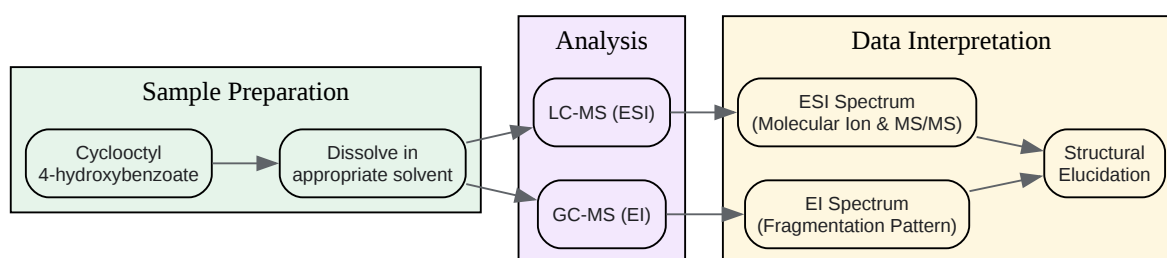 Sample Preparation
Cyclooctyl
4-hydroxybenzoate
Dissolve in
appropriate solvent
Analysis
LC-MS (ESI)
GC-MS (EI)
Data Interpretation
ESI Spectrum
(Molecular Ion & MS/MS)
EI Spectrum
(Fragmentation Pattern)
Structural
Elucidation